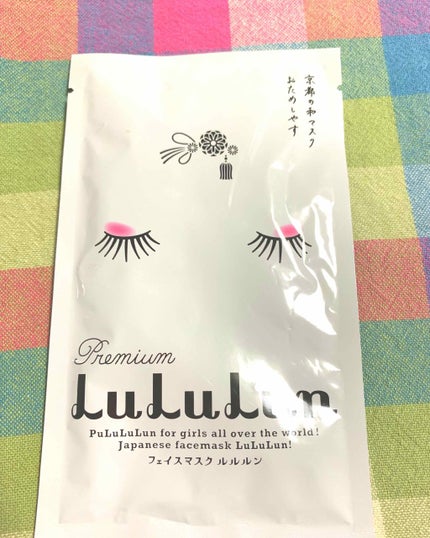 京都の和マスク
おためしやす
Premium
LuLuLun
PuLuLuLun for girls all over the world!
Japanese facemask LuLuLun!
フェイスマスク ルルルン